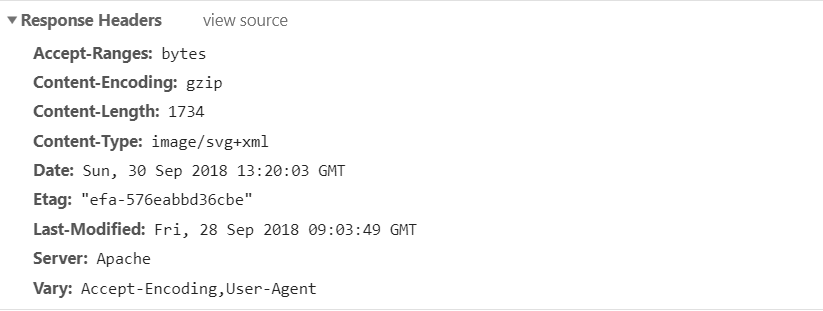 Response Headers view source
Accept-Ranges: bytes
Content-Encoding: gzip
Content-Length: 1734
Content-Type: image/svg+xml
Date: Sun, 30 Sep 2018 13:20:03 GMT
Etag: "efa-576eabbd36cbe"
Last-Modified: Fri, 28 Sep 2018 09:03:49 GMT
Server: Apache
Vary: Accept-Encoding,User-Agent